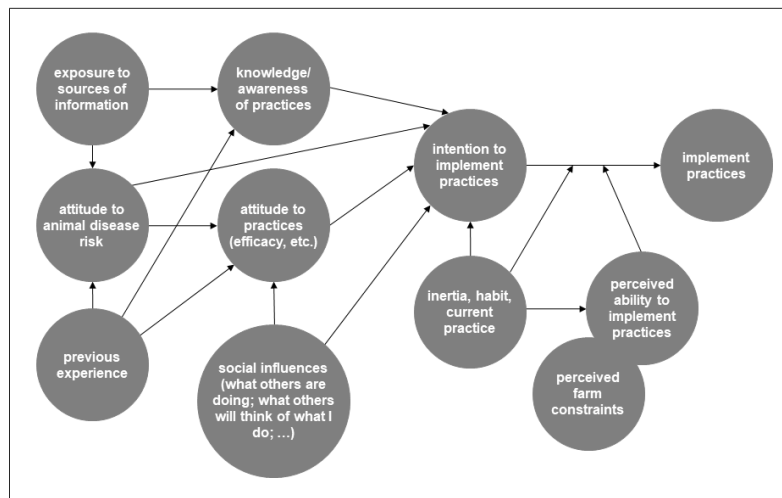 exposure to
sources of
information
knowledge/
awareness
of practices
intention to
implement
practices
implement
practices
attitude to
animal disease
risk
attitude to
practices
(efficacy, etc.)
inertia, habit,
current
practice
perceived
ability to
implement
practices
previous
experience
social influences
(what others are
doing; what others
will think of what I
do; …)
perceived
farm
constraints